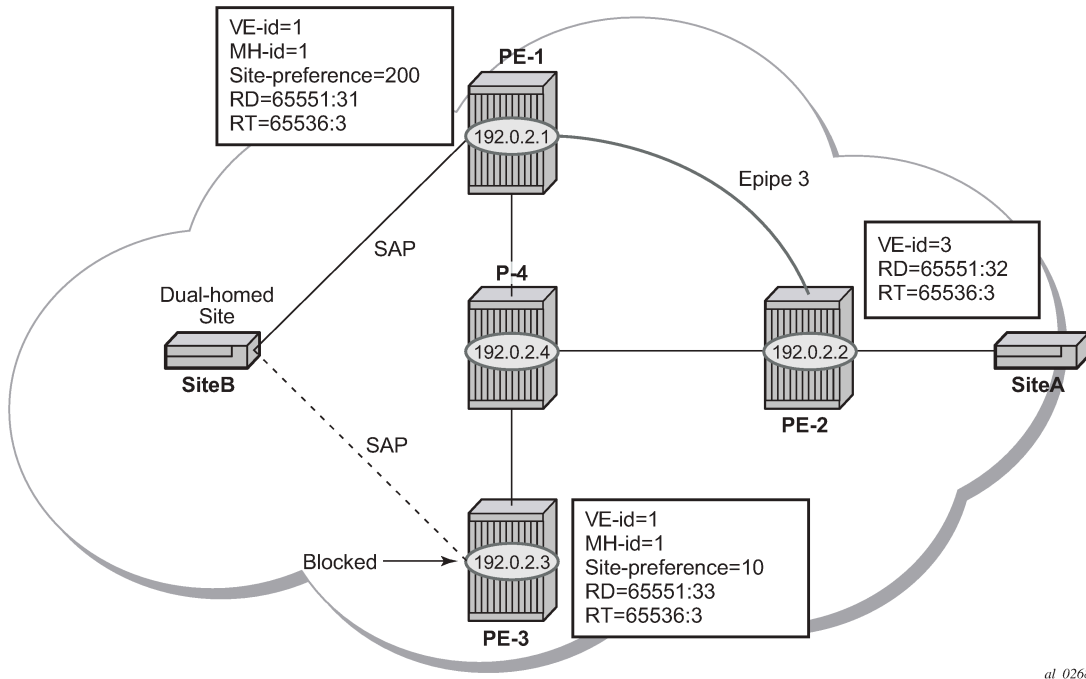 VE-id=1
MH-id=1
Site-preference=200
RD=65551:31
RT=65536:3
PE-1
192.0.2.1
Epipe 3
SAP
VE-id=3
RD=65551:32
RT=65536:3
P-4
Dual-homed
Site
192.0.2.4
192.0.2.2
SiteB
SiteA
PE-2
SAP
VE-id=1
MH-id=1
Site-preference=10
RD=65551:33
RT=65536:3
Blocked
192.0.2.3
PE-3